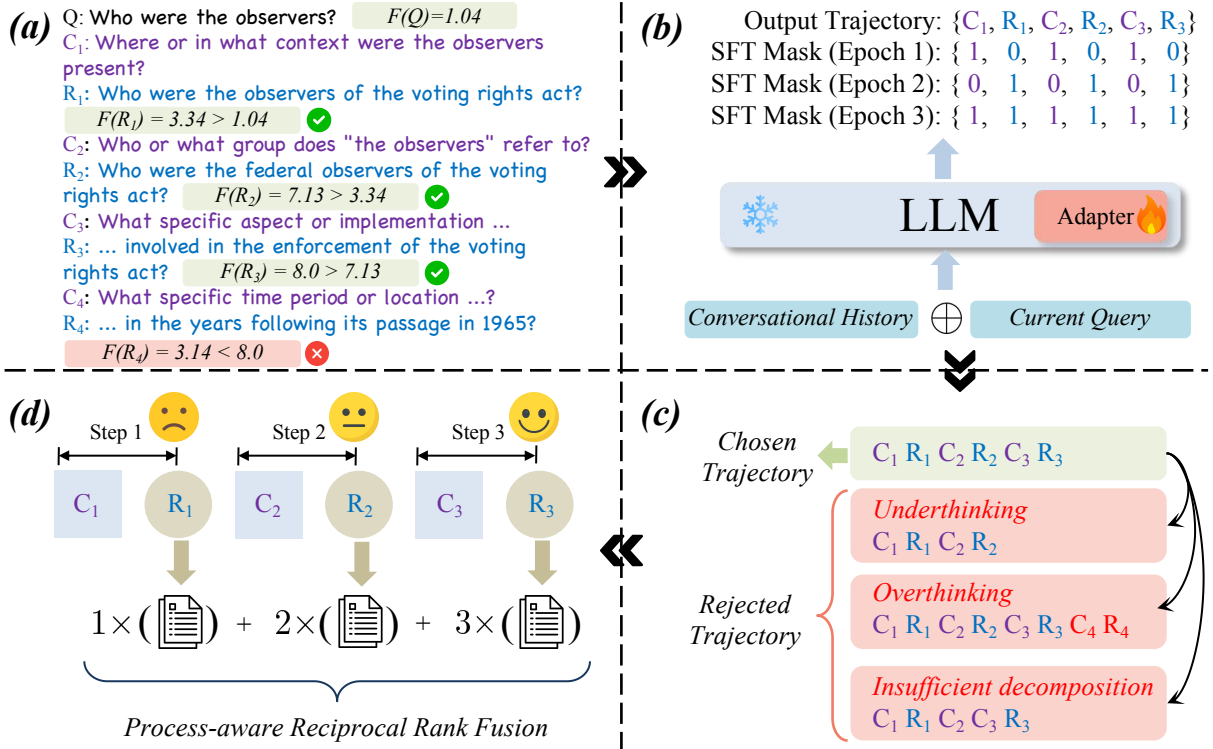 (a)
Q: Who were the observers? F(Q)=1.04
C1: Where or in what context were the observers
present?
R1: Who were the observers of the voting rights act?
F(R1) = 3.34 > 1.04
C2: Who or what group does "the observers" refer to?
R2: Who were the federal observers of the voting
rights act? F(R2) = 7.13 > 3.34
C3: What specific aspect or implementation ...
R3: ... involved in the enforcement of the voting
rights act? F(R3) = 8.0 > 7.13
C4: What specific time period or location ...?
R4: ... in the years following its passage in 1965?
F(R4) = 3.14 < 8.0
(b)
Output Trajectory: {C1, R1, C2, R2, C3, R3}
SFT Mask (Epoch 1): { 1, 0, 1, 0, 1, 0}
SFT Mask (Epoch 2): { 0, 1, 0, 1, 0, 1}
SFT Mask (Epoch 3): { 1, 1, 1, 1, 1, 1}
LLM
Adapter
Conversational History
Current Query
(c)
Chosen
Trajectory
C1 R1 C2 R2 C3 R3
Rejected
Trajectory
Underthinking
C1 R1 C2 R2
Overthinking
C1 R1 C2 R2 C3 R3 C4 R4
Insufficient decomposition
C1 R1 C2 C3 R3
(d)
Step 1 Step 2 Step 3
C1 R1 C2 R2 C3 R3
1×( ) + 2×( ) + 3×( )
Process-aware Reciprocal Rank Fusion